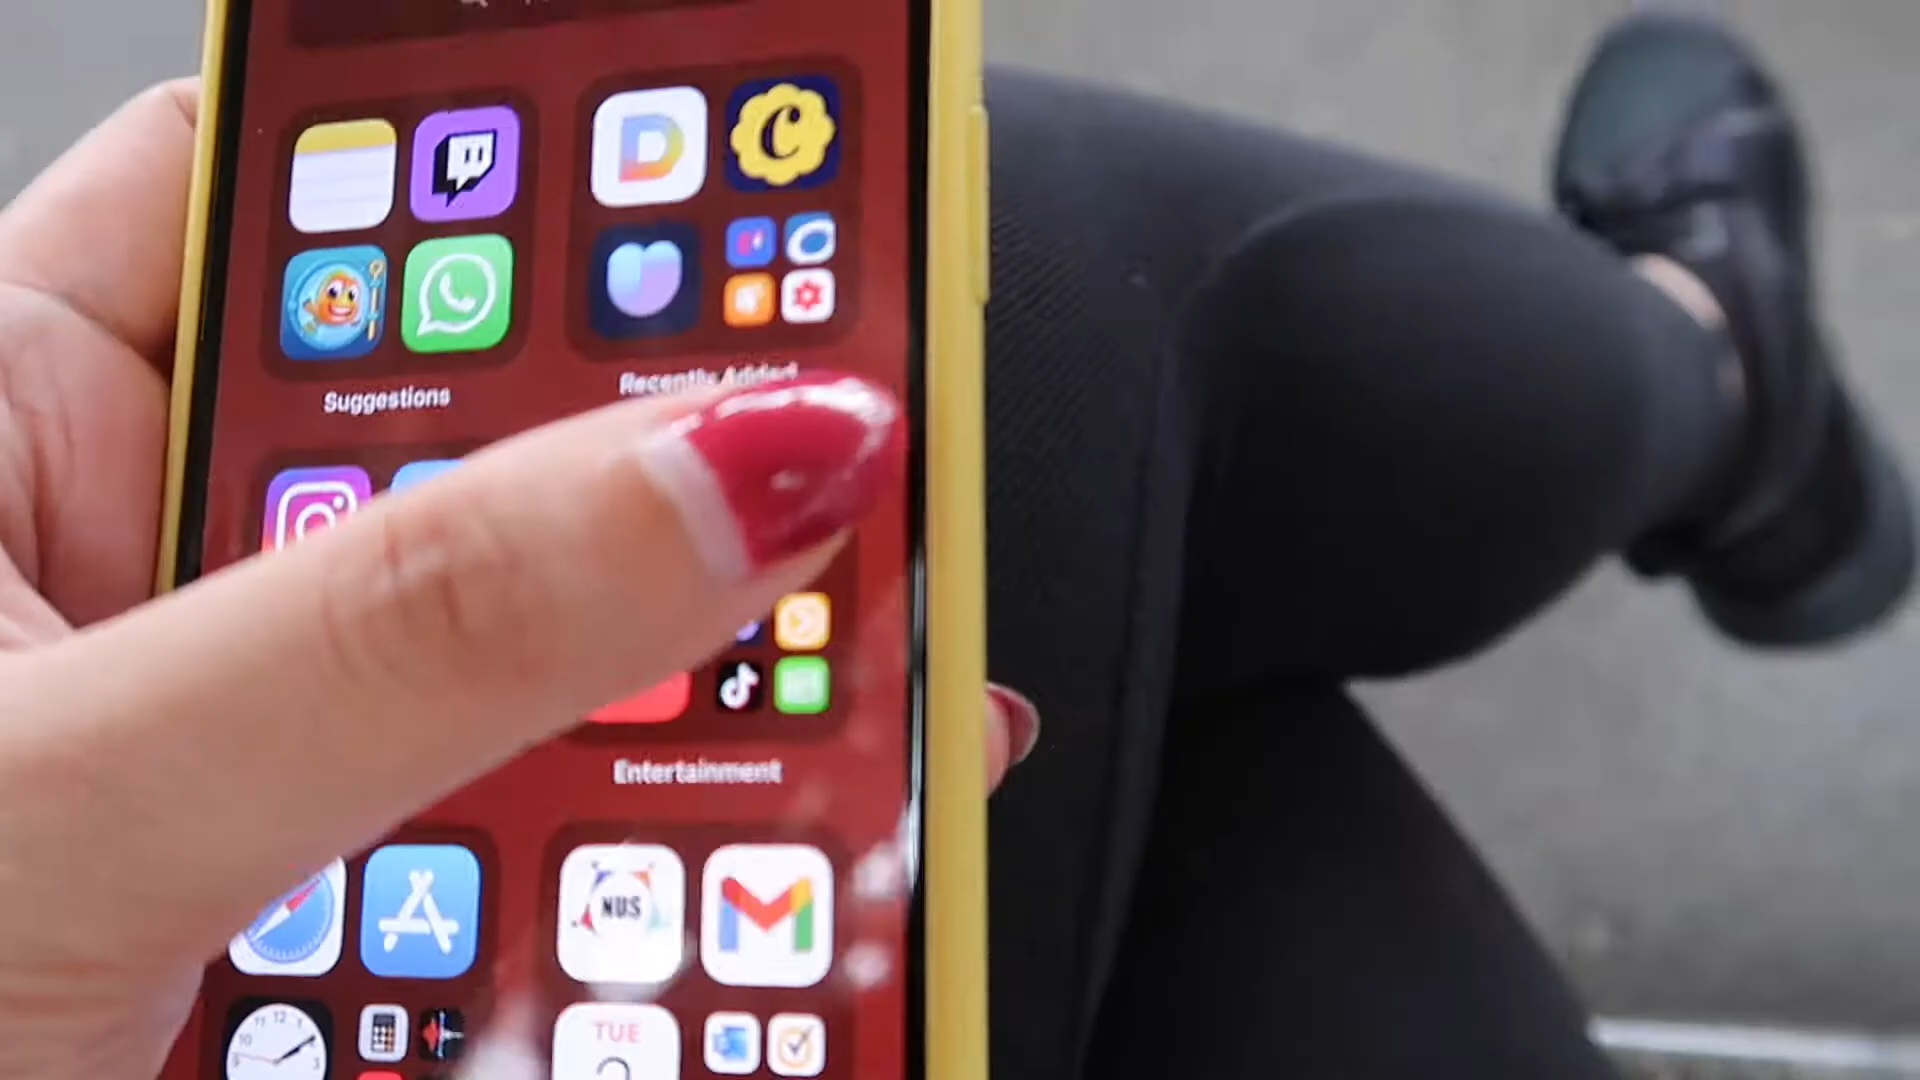 D
C
Suggestions
Recently Added
Entertainment
NUS
TUE